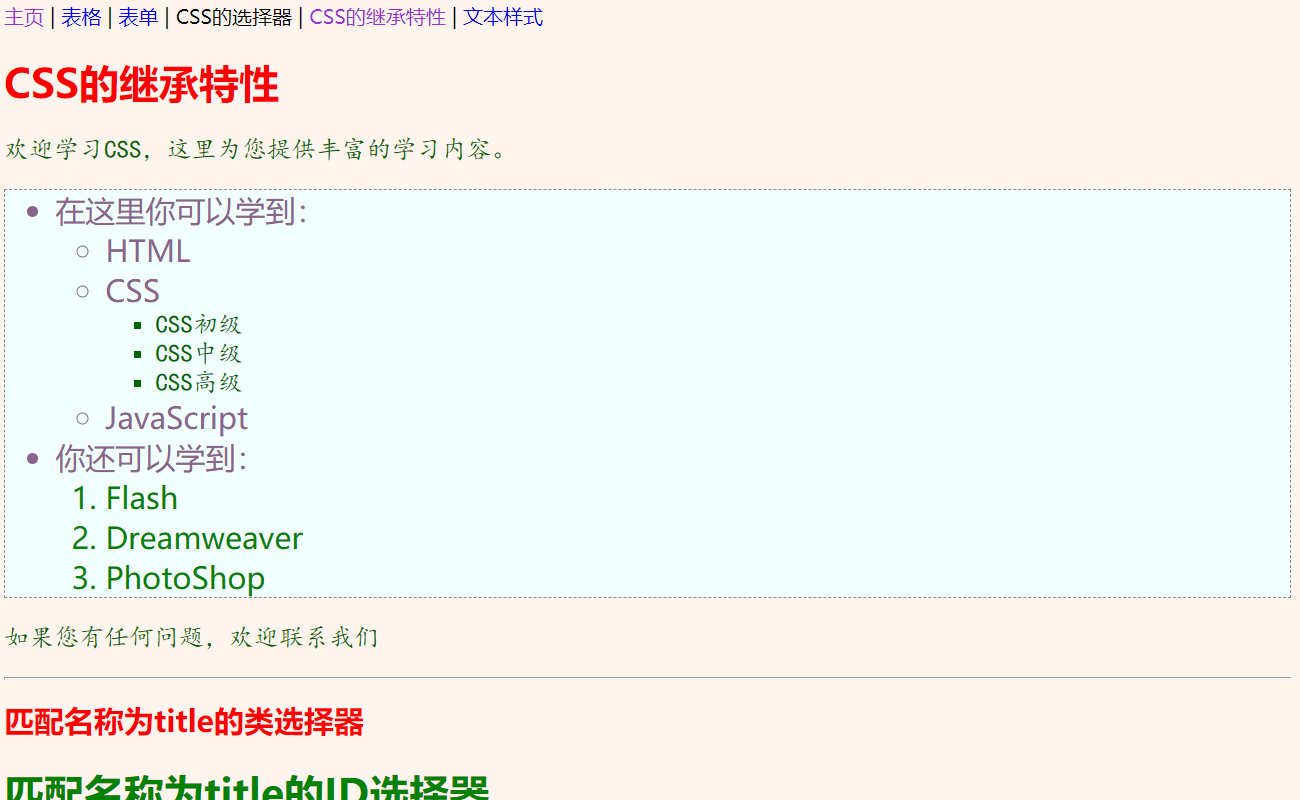 主页 | 表格 | 表单 | CSS的选择器 | CSS的继承特性 | 文本样式
CSS的继承特性
欢迎学习CSS，这里为您提供丰富的学习内容。
在这里你可以学到：
HTML
CSS
CSS初级
CSS中级
CSS高级
JavaScript
你还可以学到：
1. Flash
2. Dreamweaver
3. PhotoShop
如果您有任何问题，欢迎联系我们
匹配名称为title的类选择器
匹配名称为title的ID选择器